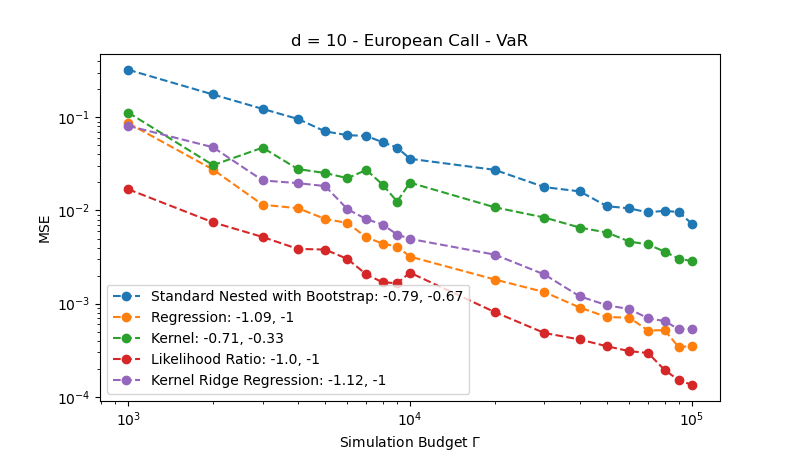 d = 10 - European Call - VaR
MSE
10⁻¹
10⁻²
10⁻³
10⁻⁴
Standard Nested with Bootstrap: -0.79, -0.67
Regression: -1.09, -1
Kernel: -0.71, -0.33
Likelihood Ratio: -1.0, -1
Kernel Ridge Regression: -1.12, -1
10³ 10⁴ 10⁵
Simulation Budget Γ